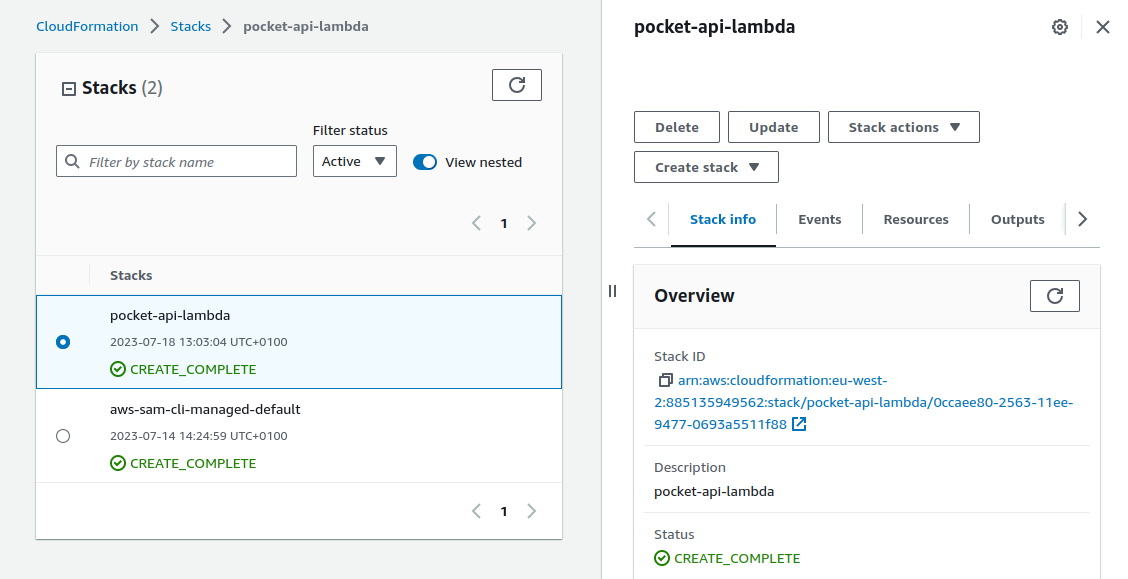 CloudFormation > Stacks > pocket-api-lambda
Stacks (2)
Filter status
Filter by stack name
Active
View nested
1
Stacks
pocket-api-lambda
2023-07-18 13:03:04 UTC+0100
CREATE_COMPLETE
aws-sam-cli-managed-default
2023-07-14 14:24:59 UTC+0100
CREATE_COMPLETE
1
pocket-api-lambda
Delete
Update
Stack actions
Create stack
Stack info
Events
Resources
Outputs
Overview
Stack ID
arn:aws:cloudformation:eu-west-
2:885135949562:stack/pocket-api-lambda/0ccaee80-2563-11ee-
9477-0693a5511f88
Description
pocket-api-lambda
Status
CREATE_COMPLETE